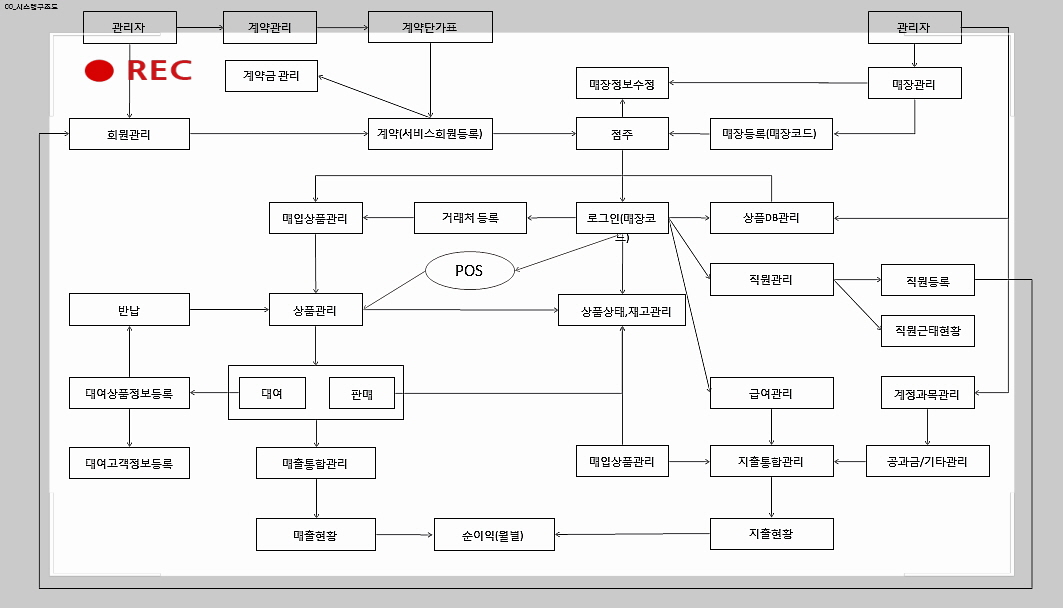 CO_시스템구조도
관리자
계약관리
계약단가표
관리자
REC
계약금 관리
매장정보수정
매장관리
회원관리
계약(서비스회원등록)
점주
매장등록(매장코드)
매입상품관리
거래처 등록
로그인(매장코
드)
상품DB관리
POS
직원관리
직원등록
반납
상품관리
상품상태,재고관리
직원근태현황
대여상품정보등록
대여
판매
급여관리
계정과목관리
대여고객정보등록
매출통합관리
매입상품관리
지출통합관리
공과금/기타관리
매출현황
순이익(월별)
지출현황